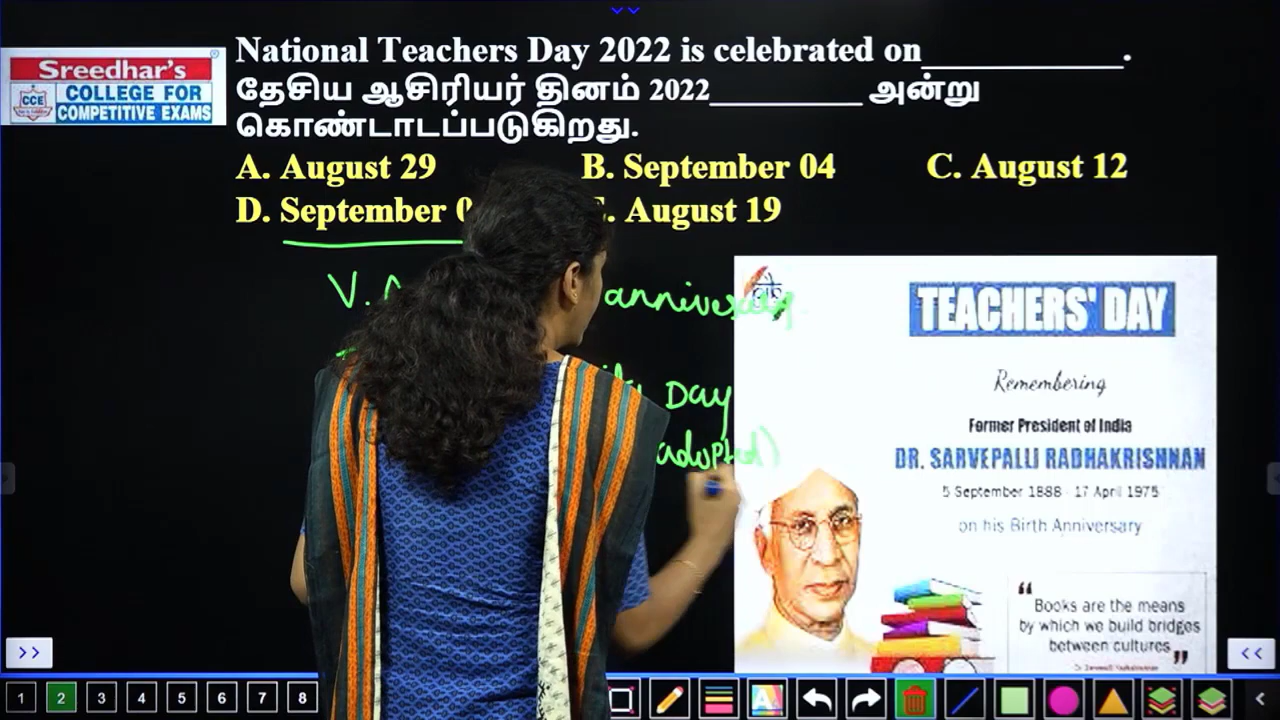 National Teachers Day 2022 is celebrated on____________.
தேசிய ஆசிரியர் தினம் 2022_________ அன்று
கொண்டாடப்படுகிறது.
Sreedhar's
CCE
COLLEGE FOR
COMPETITIVE EXAMS
A. August 29 B. September 04 C. August 12
D. September E. August 19
V. anniversary
Day
adopted)
TEACHERS' DAY
Remembering
Former President of India
DR. SARVEPALLI RADHAKRISHNAN
5 September 1888 - 17 April 1975
on his Birth Anniversary
“Books are the means
by which we build bridges
between cultures”
>>
<<
1 2 3 4 5 6 7 8
A
<